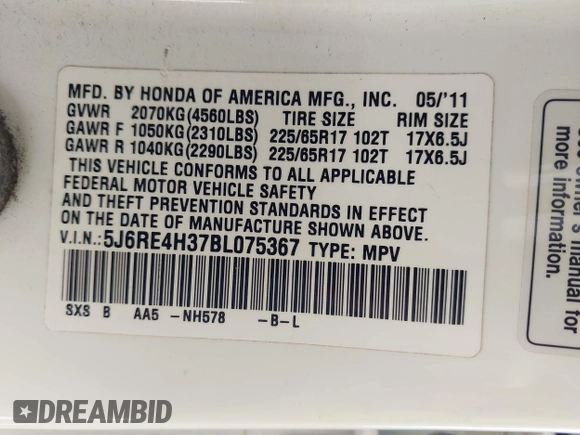 MFD. BY HONDA OF AMERICA MFG., INC. 05/'11
GVWR 2070KG(4560LBS) TIRE SIZE RIM SIZE
GAWR F 1050KG(2310LBS) 225/65R17 102T 17X6.5J
GAWR R 1040KG(2290LBS) 225/65R17 102T 17X6.5J
THIS VEHICLE CONFORMS TO ALL APPLICABLE
FEDERAL MOTOR VEHICLE SAFETY
AND THEFT PREVENTION STANDARDS IN EFFECT
ON THE DATE OF MANUFACTURE SHOWN ABOVE.
V.I.N.:5J6RE4H37BL075367 TYPE: MPV
SXS B AA5 -NH578 -B-L
manual for
more information.
DREAMBID